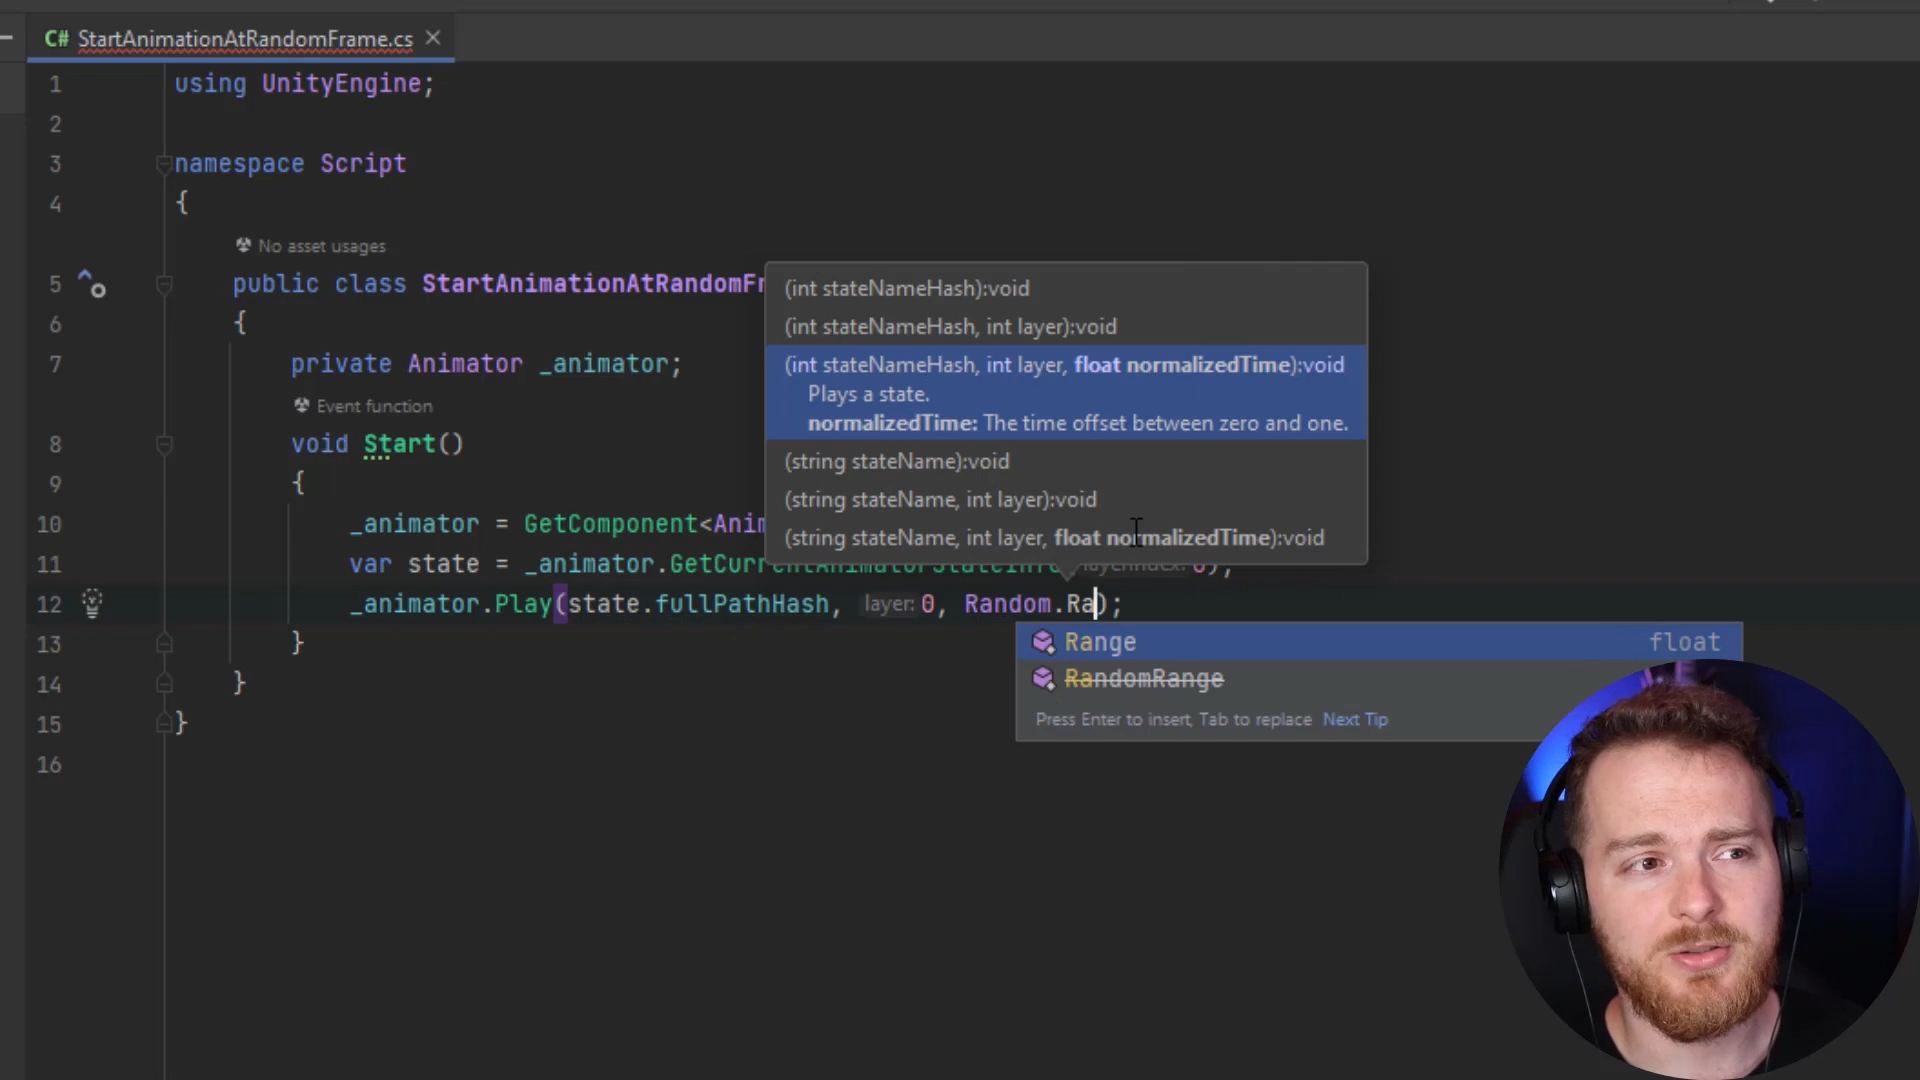 C# StartAnimationAtRandomFrame.cs
1 using UnityEngine;
2
3 namespace Script
4 {
No asset usages
5 public class StartAnimationAtRandomFr
6 {
7 private Animator _animator;
Event function
8 void Start()
9 {
10 _animator = GetComponent<Anim
11 var state = _animator.GetCurrentAnimatorStateInfo( layerIndex: 0);
12 _animator.Play(state.fullPathHash, layer: 0, Random.Ra);
13 }
14 }
15 }
16
(int stateNameHash):void
(int stateNameHash, int layer):void
(int stateNameHash, int layer, float normalizedTime):void
Plays a state.
normalizedTime: The time offset between zero and one.
(string stateName):void
(string stateName, int layer):void
(string stateName, int layer, float normalizedTime):void
Range float
RandomRange
Press Enter to insert, Tab to replace Next Tip